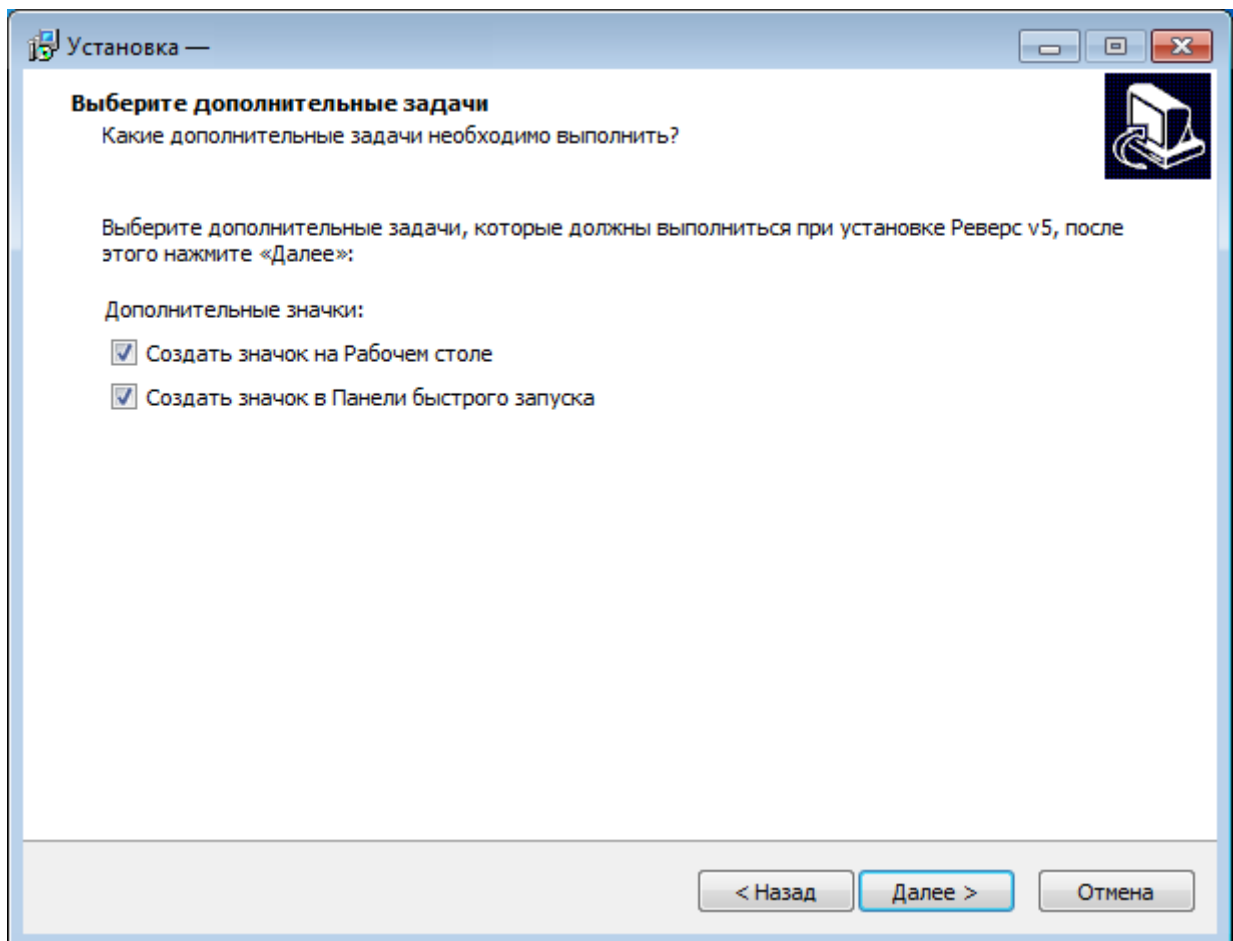 Установка —
Выберите дополнительные задачи
Какие дополнительные задачи необходимо выполнить?
Выберите дополнительные задачи, которые должны выполниться при установке Реверс v5, после
этого нажмите «Далее»:
Дополнительные значки:
Создать значок на Рабочем столе
Создать значок в Панели быстрого запуска
< Назад
Далее >
Отмена